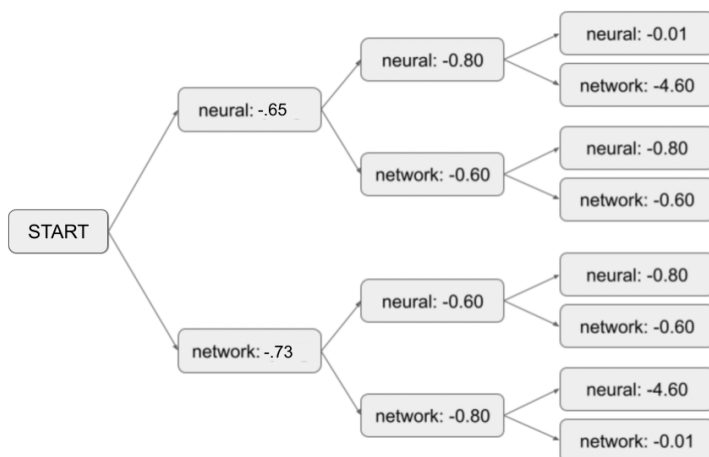 START
neural: -.65
network: -.73
neural: -0.80
network: -0.60
neural: -0.60
network: -0.80
neural: -0.01
network: -4.60
neural: -0.80
network: -0.60
neural: -0.80
network: -0.60
neural: -4.60
network: -0.01